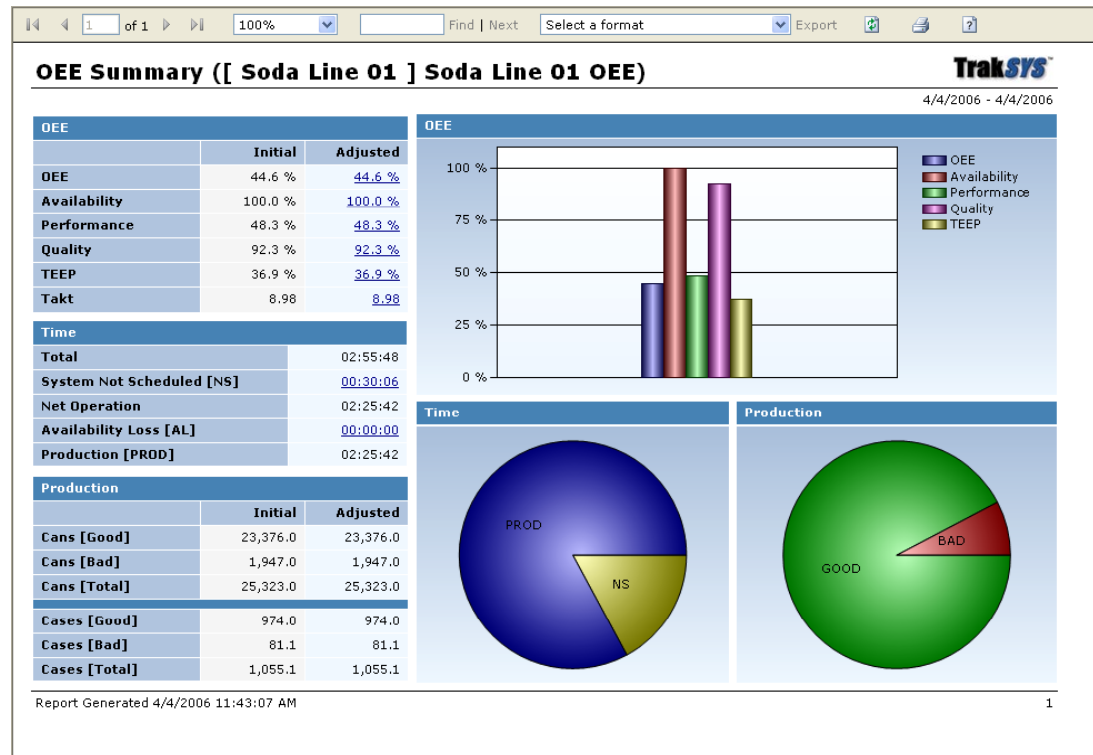 1 of 1 100% Find | Next Select a format Export ?
OEE Summary ([ Soda Line 01 ] Soda Line 01 OEE)
TrakSYS™
4/4/2006 - 4/4/2006
OEE
Initial Adjusted
OEE 44.6 % 44.6 %
Availability 100.0 % 100.0 %
Performance 48.3 % 48.3 %
Quality 92.3 % 92.3 %
TEEP 36.9 % 36.9 %
Takt 8.98 8.98
Time
Total 02:55:48
System Not Scheduled [NS] 00:30:06
Net Operation 02:25:42
Availability Loss [AL] 00:00:00
Production [PROD] 02:25:42
Production
Initial Adjusted
Cans [Good] 23,376.0 23,376.0
Cans [Bad] 1,947.0 1,947.0
Cans [Total] 25,323.0 25,323.0
Cases [Good] 974.0 974.0
Cases [Bad] 81.1 81.1
Cases [Total] 1,055.1 1,055.1
OEE
100 %
75 %
50 %
25 %
0 %
OEE
Availability
Performance
Quality
TEEP
Time
PROD
NS
Production
BAD
GOOD
Report Generated 4/4/2006 11:43:07 AM 1